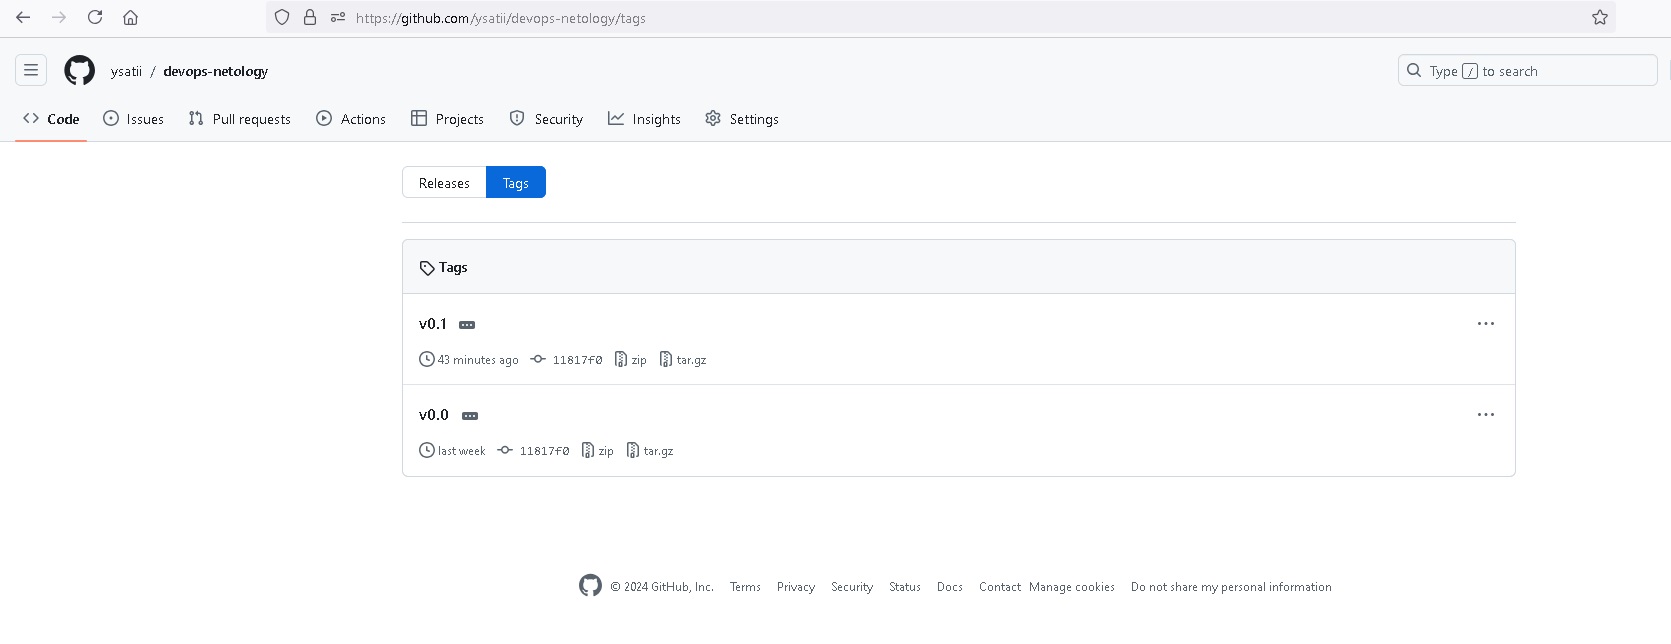 https://github.com/ysatii/devops-netology/tags
ysatii / devops-netology
Type / to search
Code Issues Pull requests Actions Projects Security Insights Settings
Releases Tags
Tags
v0.1
43 minutes ago 11817f0 zip tar.gz
v0.0
last week 11817f0 zip tar.gz
© 2024 GitHub, Inc. Terms Privacy Security Status Docs Contact Manage cookies Do not share my personal information